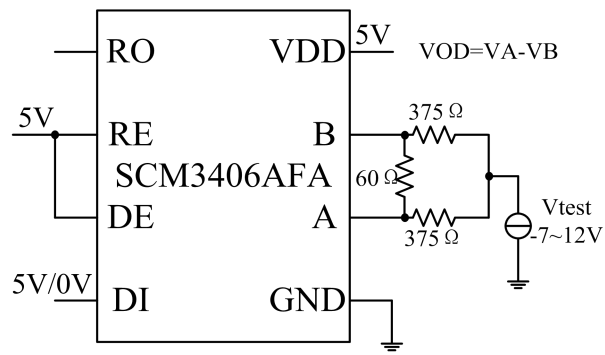 RO
VDD
5V
VOD=VA-VB
5V
RE
B
375 Ω
SCM3406AFA
60 Ω
DE
A
375 Ω
Vtest
-7~12V
5V/0V
DI
GND